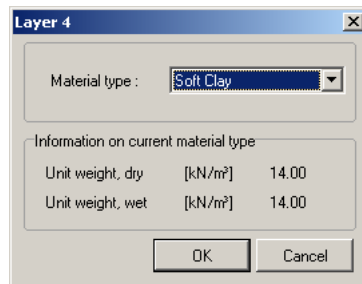 Layer 4
Material type : Soft Clay
Information on current material type
Unit weight, dry [kN/m³] 14.00
Unit weight, wet [kN/m³] 14.00
OK Cancel